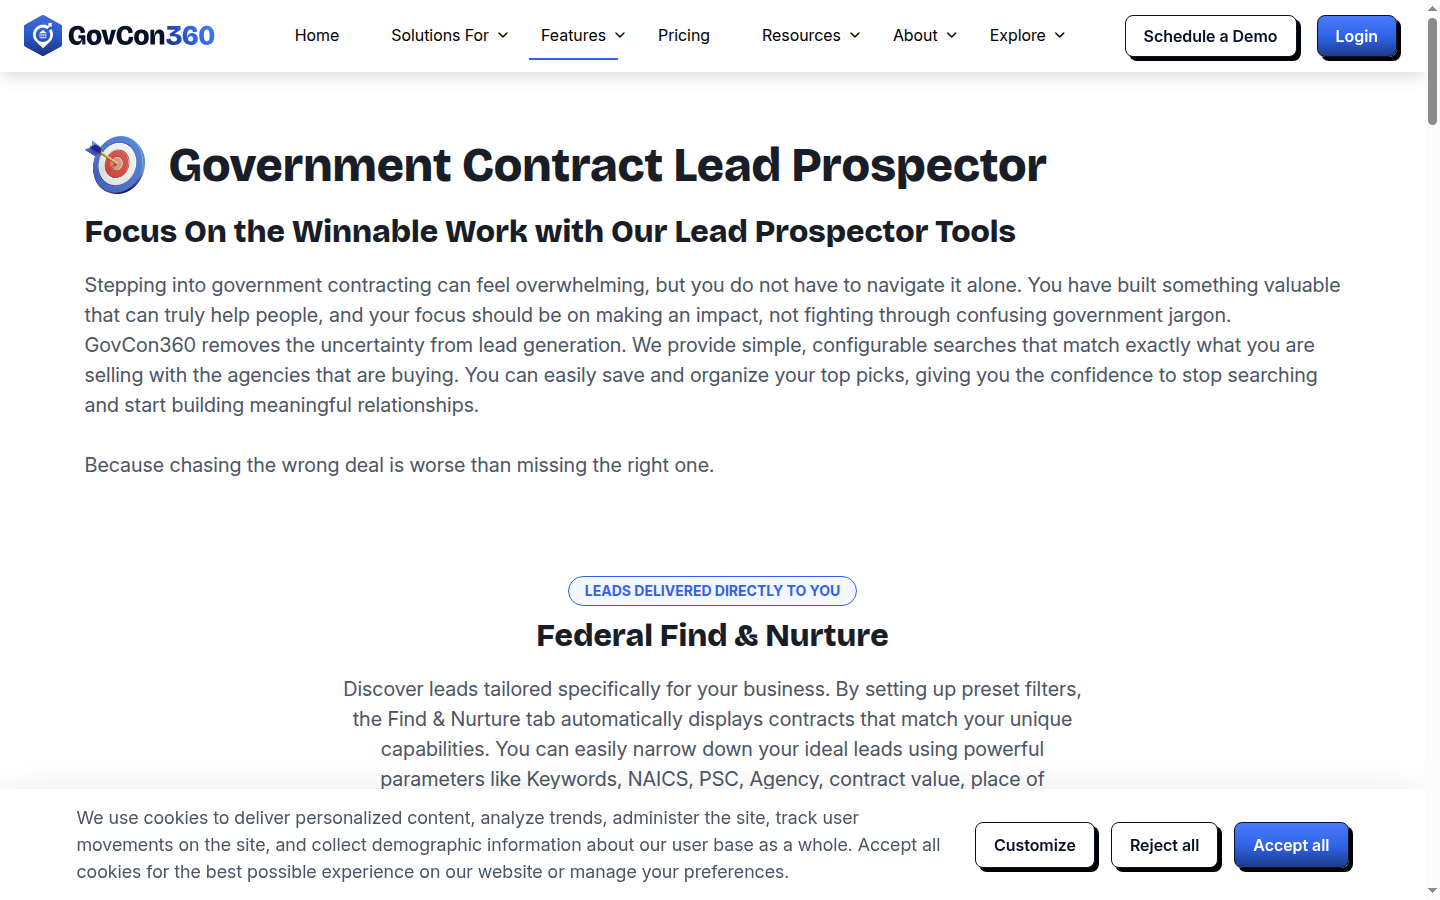 GovCon360
Home
Solutions For
Features
Pricing
Resources
About
Explore
Schedule a Demo
Login
Government Contract Lead Prospector
Focus On the Winnable Work with Our Lead Prospector Tools
Stepping into government contracting can feel overwhelming, but you do not have to navigate it alone. You have built something valuable
that can truly help people, and your focus should be on making an impact, not fighting through confusing government jargon.
GovCon360 removes the uncertainty from lead generation. We provide simple, configurable searches that match exactly what you are
selling with the agencies that are buying. You can easily save and organize your top picks, giving you the confidence to stop searching
and start building meaningful relationships.
Because chasing the wrong deal is worse than missing the right one.
LEADS DELIVERED DIRECTLY TO YOU
Federal Find & Nurture
Discover leads tailored specifically for your business. By setting up preset filters,
the Find & Nurture tab automatically displays contracts that match your unique
capabilities. You can easily narrow down your ideal leads using powerful
parameters like Keywords, NAICS, PSC, Agency, contract value, place of
We use cookies to deliver personalized content, analyze trends, administer the site, track user
movements on the site, and collect demographic information about our user base as a whole. Accept all
cookies for the best possible experience on our website or manage your preferences.
Customize
Reject all
Accept all